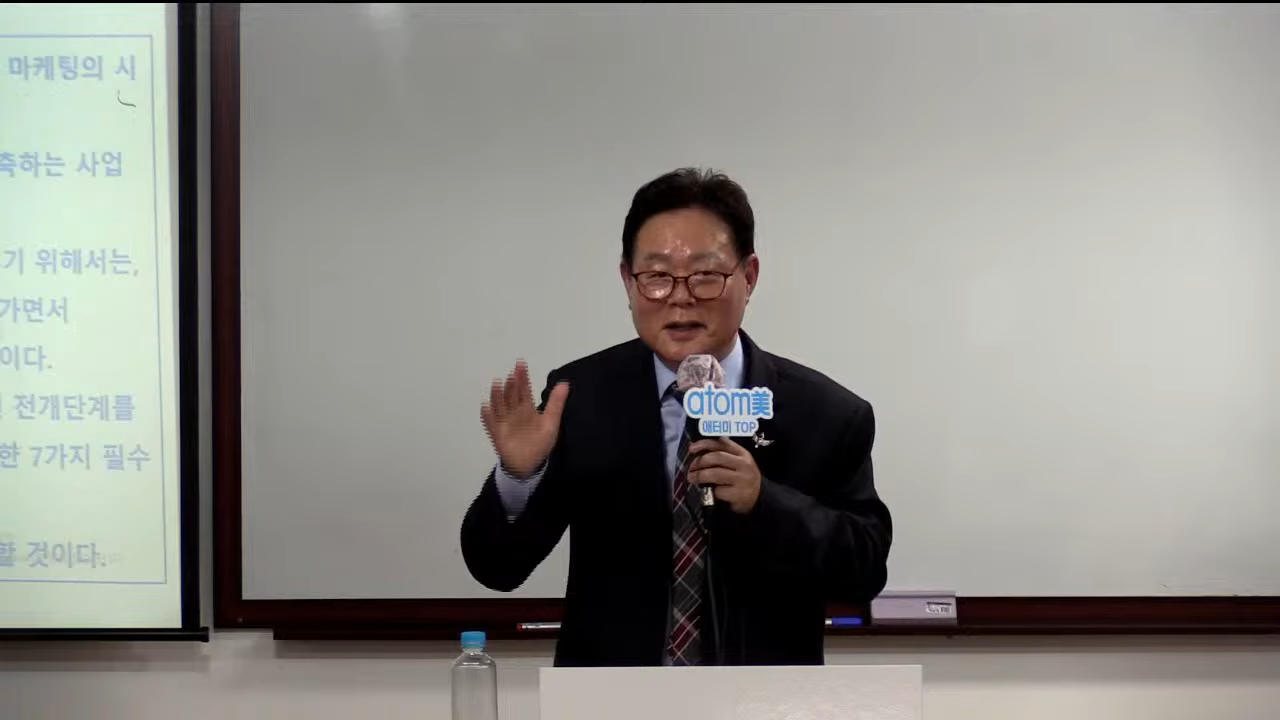 마케팅의 시
축하는 사업
기 위해서는,
가면서
이다.
전개단계를
한 7가지 필수
할 것이다.
atom美
애터미 TOP